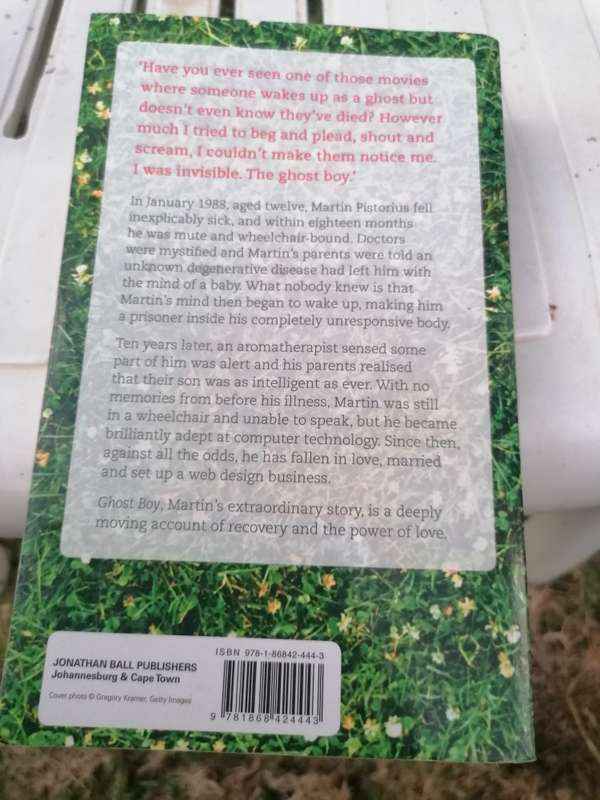 'Have you ever seen one of those movies
where someone wakes up as a ghost but
doesn't even know they've died? However
much I tried to beg and plead, shout and
scream, I couldn't make them notice me.
I was invisible. The ghost boy.'
In January 1988, aged twelve, Martin Pistorius fell
inexplicably sick, and within eighteen months
he was mute and wheelchair-bound. Doctors
were mystified and Martin's parents were told an
unknown degenerative disease had left him with
the mind of a baby. What nobody knew is that
Martin's mind then began to wake up, making him
a prisoner inside his completely unresponsive body.
Ten years later, an aromatherapist sensed some
part of him was alert and his parents realised
that their son was as intelligent as ever. With no
memories from before his illness, Martin was still
in a wheelchair and unable to speak, but he became
brilliantly adept at computer technology. Since then,
against all the odds, he has fallen in love, married
and set up a web design business.
Ghost Boy, Martin's extraordinary story, is a deeply
moving account of recovery and the power of love.
JONATHAN BALL PUBLISHERS
Johannesburg & Cape Town
Cover photo © Gregory Kramer, Getty Images
ISBN 978-1-86842-444-3
9 781868 424443